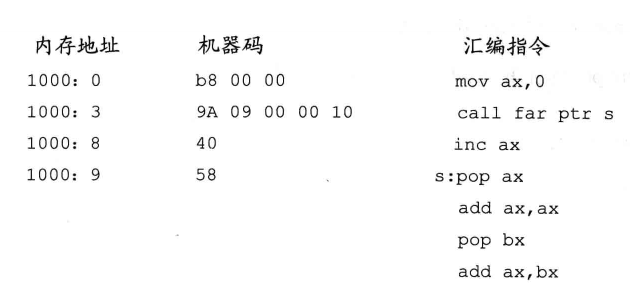 内存地址 机器码 汇编指令
1000: 0 b8 00 00 mov ax,0
1000: 3 9A 09 00 00 10 call far ptr s
1000: 8 40 inc ax
1000: 9 58 s:pop ax
add ax,ax
pop bx
add ax,bx